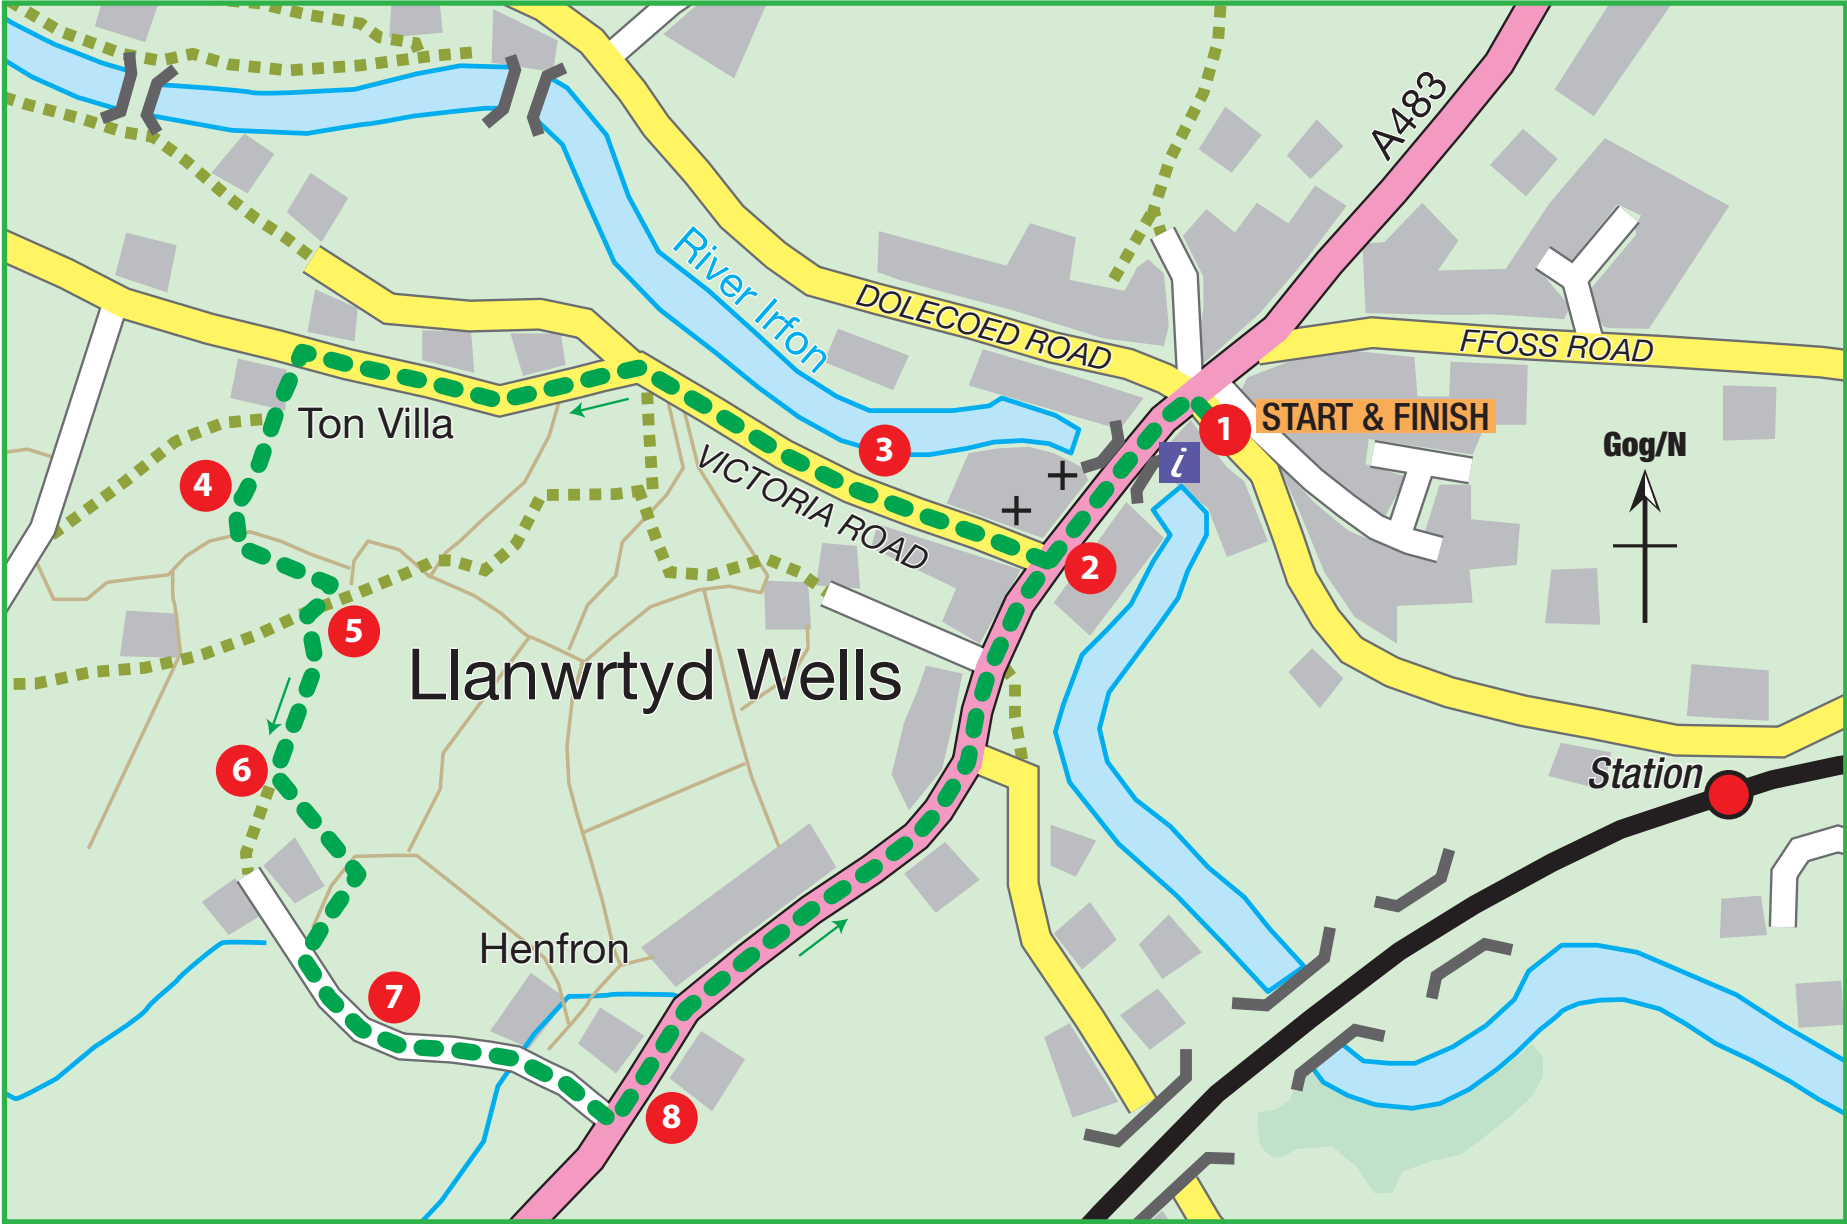 A483
River Irfon
DOLECOED ROAD
FFOSS ROAD
1
START & FINISH
i
Gog/N
Ton Villa
3
VICTORIA ROAD
4
2
5
Llanwrtyd Wells
6
Station
Henfron
7
8